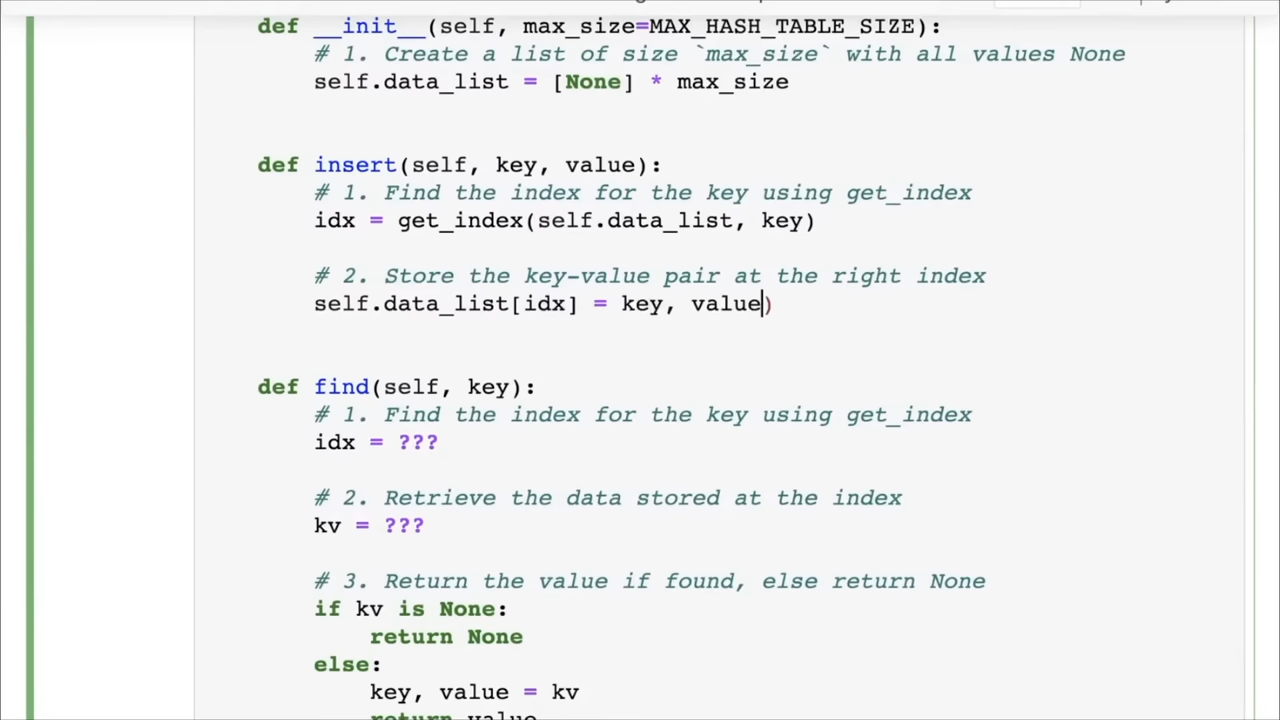 def __init__(self, max_size=MAX_HASH_TABLE_SIZE):
# 1. Create a list of size `max_size` with all values None
self.data_list = [None] * max_size
def insert(self, key, value):
# 1. Find the index for the key using get_index
idx = get_index(self.data_list, key)
# 2. Store the key-value pair at the right index
self.data_list[idx] = key, value)
def find(self, key):
# 1. Find the index for the key using get_index
idx = ???
# 2. Retrieve the data stored at the index
kv = ???
# 3. Return the value if found, else return None
if kv is None:
return None
else:
key, value = kv
return value